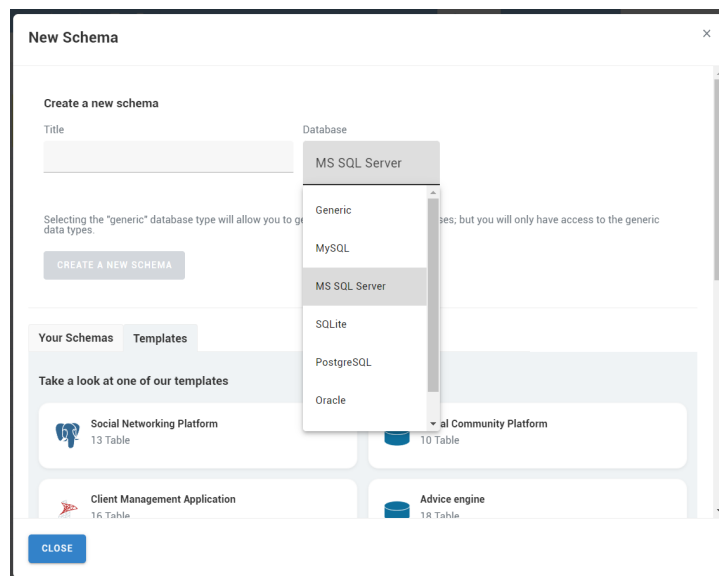 New Schema
×
Create a new schema
Title
Database
MS SQL Server
Generic
MySQL
MS SQL Server
SQLite
PostgreSQL
Oracle
Selecting the "generic" database type will allow you to ses; but you will only have access to the generic
data types.
CREATE A NEW SCHEMA
Your Schemas
Templates
Take a look at one of our templates
Social Networking Platform
13 Table
Community Platform
10 Table
Client Management Application
16 Table
Advice engine
18 Table
CLOSE